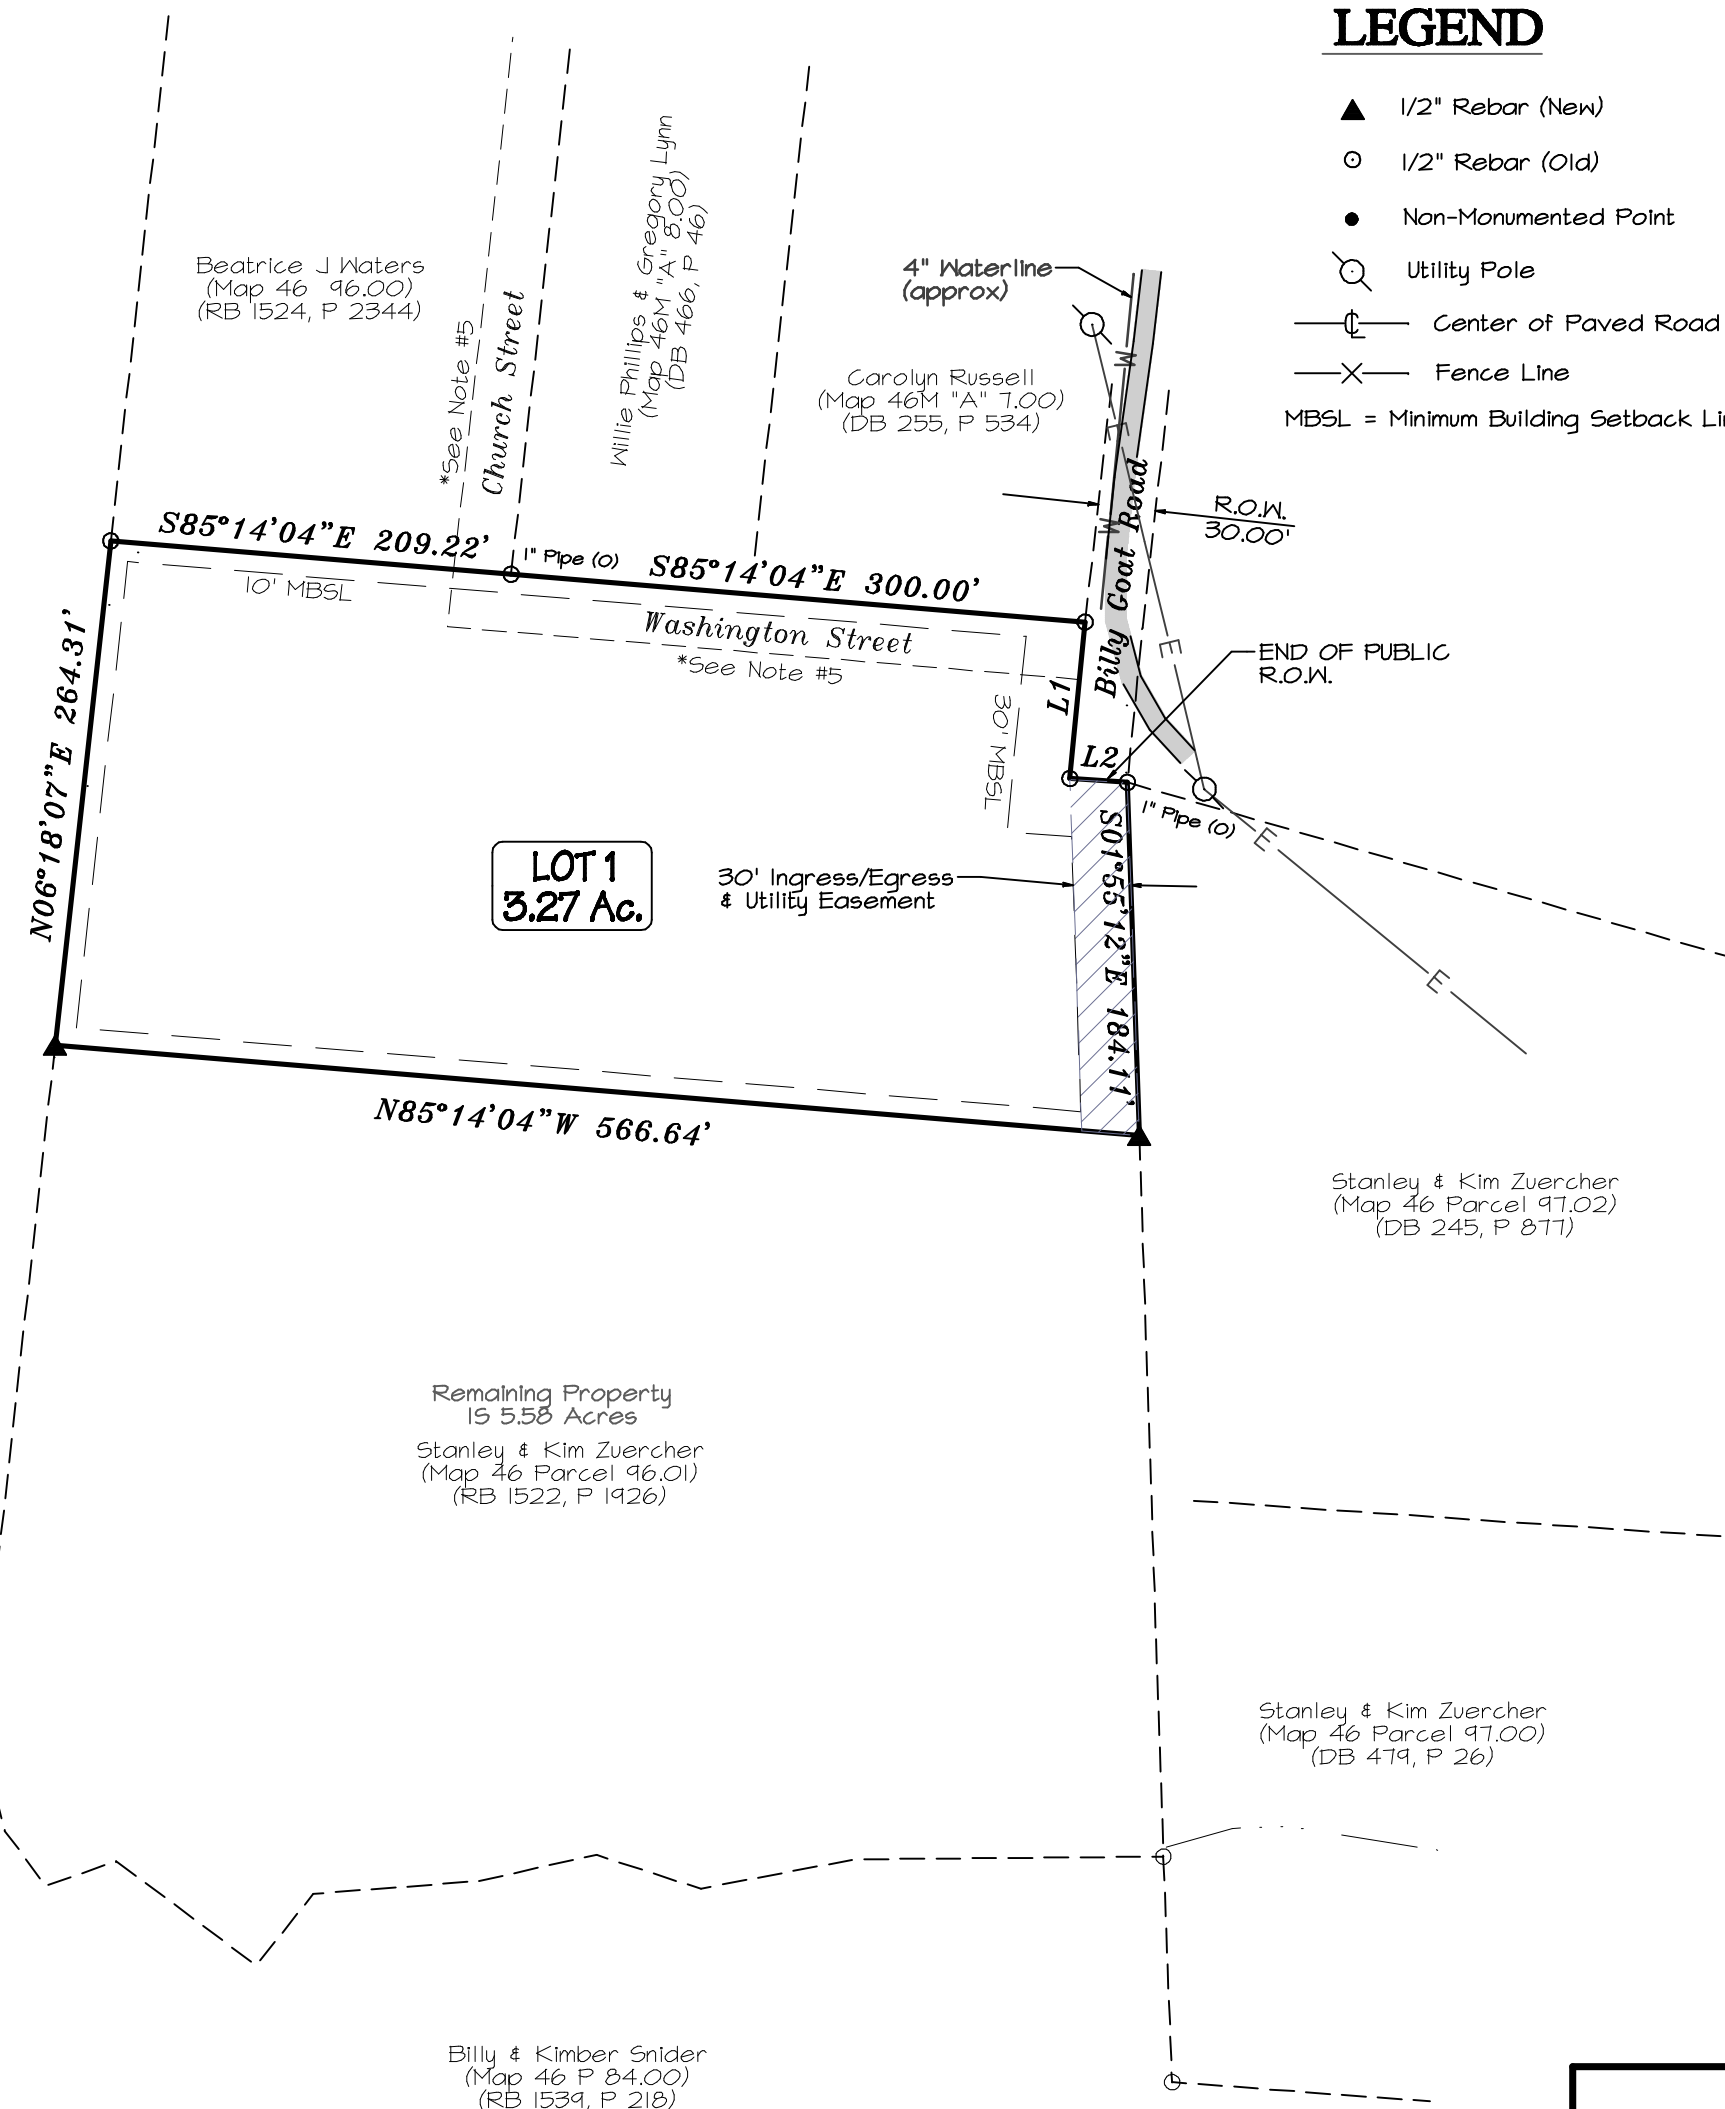 LEGEND
1/2" Rebar (New)
1/2" Rebar (Old)
Non-Monumented Point
Utility Pole
Center of Paved Road
Fence Line
MBSL = Minimum Building Setback
Beatrice J Waters
(Map 46 96.00)
(RB 1524, P 2344)
*See Note #5
Church Street
Willie Phillips & Gregory Lynn
(Map 46M "A" 8.00)
(DB 466, P 46)
4" Waterline
(approx)
Carolyn Russell
(Map 46M "A" 7.00)
(DB 255, P 534)
W
E
W
Billy Goat Road
R.O.W.
30.00'
S85°14'04"E 209.22'
1" Pipe (O)
S85°14'04"E 300.00'
10' MBSL
Washington Street
*See Note #5
E
END OF PUBLIC
R.O.W.
L1
30' MBSL
L2
1" Pipe (O)
E
N06°18'07"E 264.31'
LOT 1
3.27 Ac.
30' Ingress/Egress
& Utility Easement
S01°55'12"E 184.11'
E
N85°14'04"W 566.64'
Stanley & Kim Zuercher
(Map 46 Parcel 97.02)
(DB 245, P 877)
Remaining Property
IS 5.58 Acres
Stanley & Kim Zuercher
(Map 46 Parcel 96.01)
(RB 1522, P 1926)
Stanley & Kim Zuercher
(Map 46 Parcel 97.00)
(DB 479, P 26)
Billy & Kimber Snider
(Map 46 P 84.00)
(RB 1539, P 218)